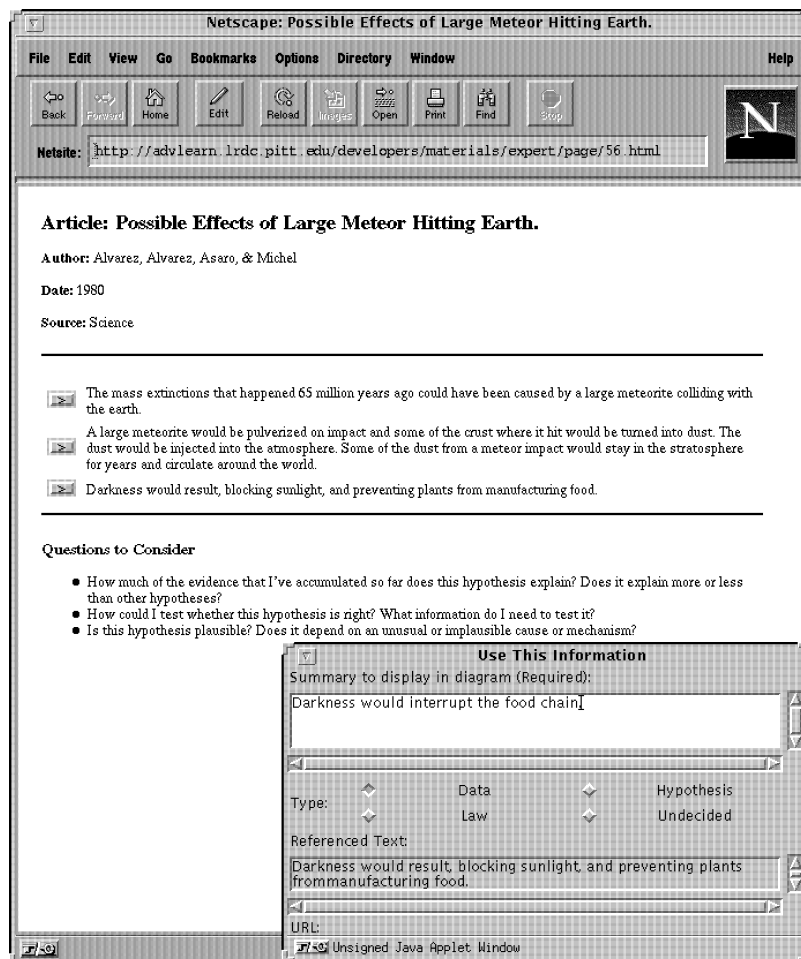 Netscape: Possible Effects of Large Meteor Hitting Earth.
File Edit View Go Bookmarks Options Directory Window Help
Back Forward Home Edit Reload Images Open Print Find Stop
N
Netsite: http://advlearn.lrdc.pitt.edu/developers/materials/expert/page/56.html
Article: Possible Effects of Large Meteor Hitting Earth.
Author: Alvarez, Alvarez, Asaro, & Michel
Date: 1980
Source: Science
> The mass extinctions that happened 65 million years ago could have been caused by a large meteorite colliding with
the earth.
A large meteorite would be pulverized on impact and some of the crust where it hit would be turned into dust. The
> dust would be injected into the atmosphere. Some of the dust from a meteor impact would stay in the stratosphere
for years and circulate around the world.
> Darkness would result, blocking sunlight, and preventing plants from manufacturing food.
Questions to Consider
● How much of the evidence that I've accumulated so far does this hypothesis explain? Does it explain more or less
than other hypotheses?
● How could I test whether this hypothesis is right? What information do I need to test it?
● Is this hypothesis plausible? Does it depend on an unusual or implausible cause or mechanism?
Use This Information
Summary to display in diagram (Required):
Darkness would interrupt the food chain
Type: Data Hypothesis
Law Undecided
Referenced Text:
Darkness would result, blocking sunlight, and preventing plants
frommanufacturing food.
URL:
Unsigned Java Applet Window